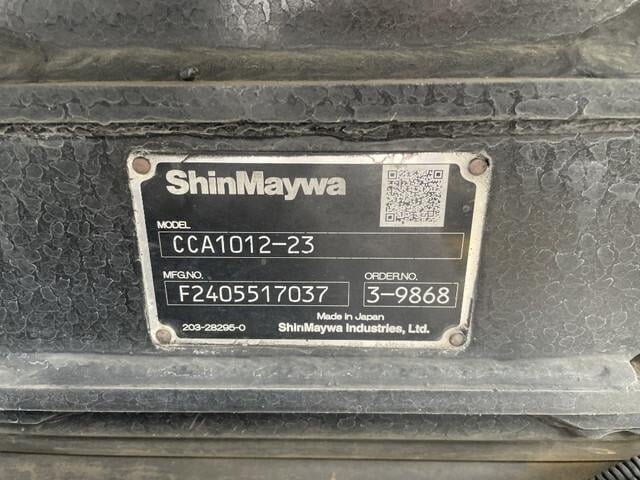 ShinMaywa
MODEL
CCA1012-23
MFG.NO. ORDER.NO.
F2405517037 3-9868
Made in Japan
203-28295-0 ShinMaywa Industries, Ltd.